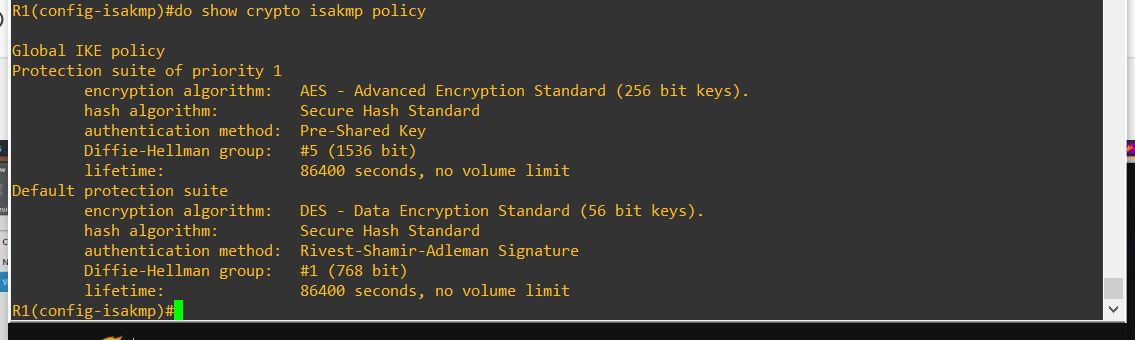 R1(config-isakmp)#do show crypto isakmp policy
Global IKE policy
Protection suite of priority 1
encryption algorithm: AES - Advanced Encryption Standard (256 bit keys).
hash algorithm: Secure Hash Standard
authentication method: Pre-Shared Key
Diffie-Hellman group: #5 (1536 bit)
lifetime: 86400 seconds, no volume limit
Default protection suite
encryption algorithm: DES - Data Encryption Standard (56 bit keys).
hash algorithm: Secure Hash Standard
authentication method: Rivest-Shamir-Adleman Signature
Diffie-Hellman group: #1 (768 bit)
lifetime: 86400 seconds, no volume limit
R1(config-isakmp)#